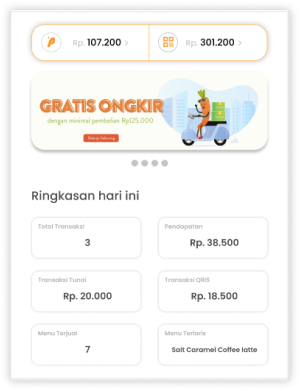 Rp. 107.200 >
Rp. 301.200 >
GRATIS ONGKIR
dengan minimal pembelian Rp125.000
Belanja Sekarang
Ringkasan hari ini
Total Transaksi
3
Pendapatan
Rp. 38.500
Transaksi Tunai
Rp. 20.000
Transaksi QRIS
Rp. 18.500
Menu Terjual
7
Menu Terlaris
Salt Caramel Coffee latte